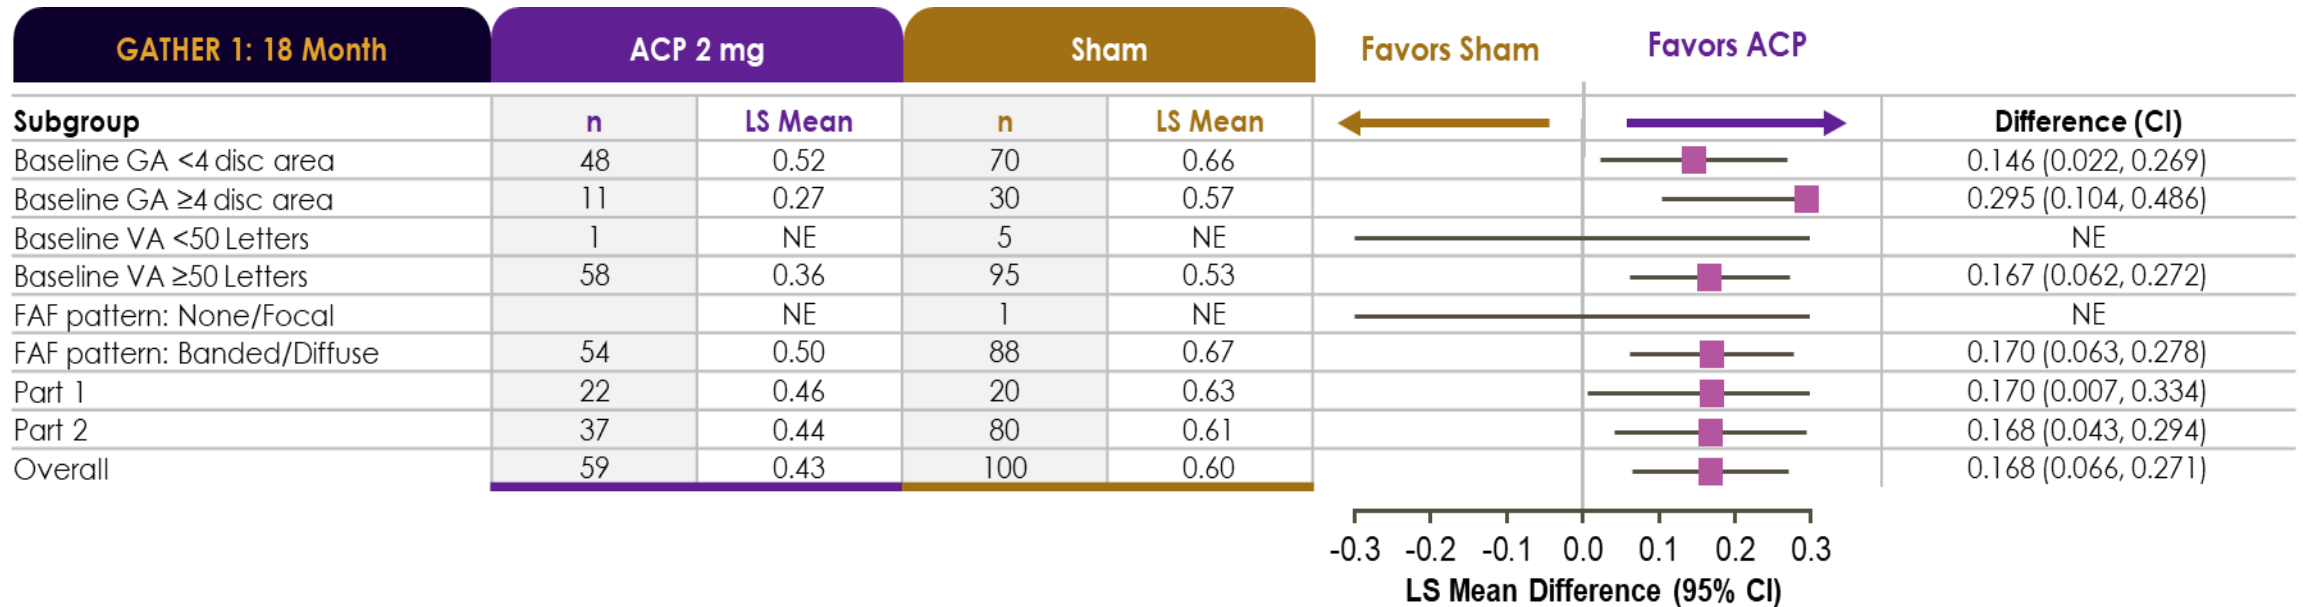 GATHER 1: 18 Month ACP 2 mg Sham Favors Sham Favors ACP
Subgroup n LS Mean n LS Mean Difference (CI)
Baseline GA <4 disc area 48 0.52 70 0.66 0.146 (0.022, 0.269)
Baseline GA ≥4 disc area 11 0.27 30 0.57 0.295 (0.104, 0.486)
Baseline VA <50 Letters 1 NE 5 NE NE
Baseline VA ≥50 Letters 58 0.36 95 0.53 0.167 (0.062, 0.272)
FAF pattern: None/Focal NE 1 NE NE
FAF pattern: Banded/Diffuse 54 0.50 88 0.67 0.170 (0.063, 0.278)
Part 1 22 0.46 20 0.63 0.170 (0.007, 0.334)
Part 2 37 0.44 80 0.61 0.168 (0.043, 0.294)
Overall 59 0.43 100 0.60 0.168 (0.066, 0.271)
-0.3 -0.2 -0.1 0.0 0.1 0.2 0.3
LS Mean Difference (95% CI)